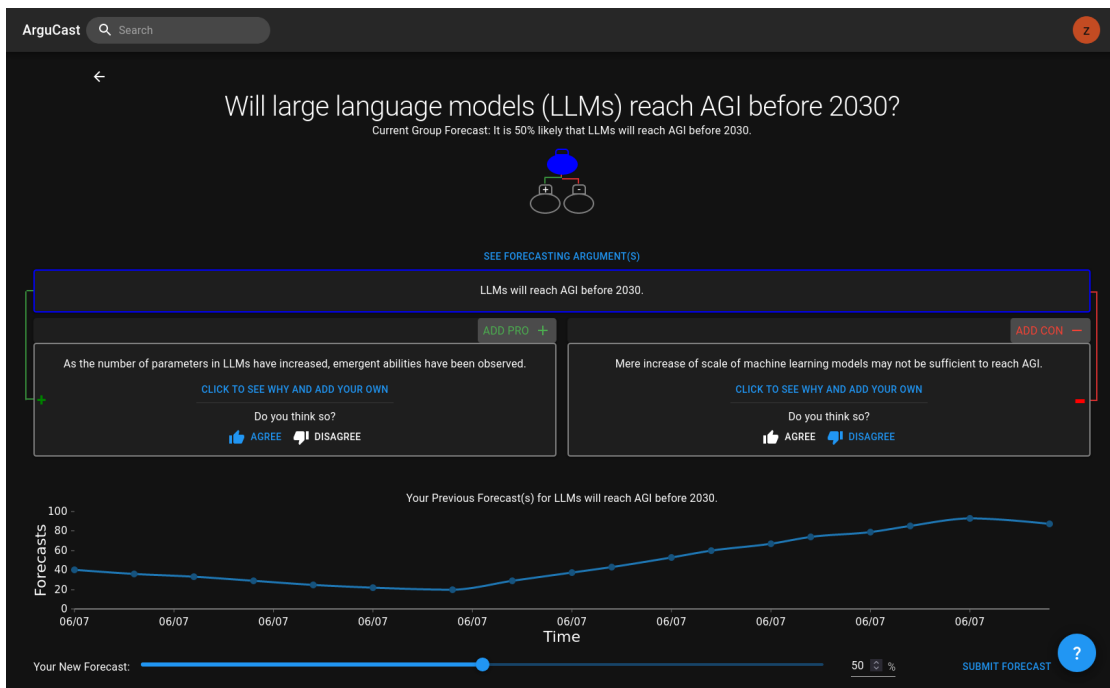 ArguCast
Search
Z
Will large language models (LLMs) reach AGI before 2030?
Current Group Forecast: It is 50% likely that LLMs will reach AGI before 2030.
+ -
SEE FORECASTING ARGUMENT(S)
LLMs will reach AGI before 2030.
ADD PRO +
ADD CON −
As the number of parameters in LLMs have increased, emergent abilities have been observed.
CLICK TO SEE WHY AND ADD YOUR OWN
Do you think so?
AGREE DISAGREE
+
Mere increase of scale of machine learning models may not be sufficient to reach AGI.
CLICK TO SEE WHY AND ADD YOUR OWN
Do you think so?
AGREE DISAGREE
-
Your Previous Forecast(s) for LLMs will reach AGI before 2030.
Forecasts
100
80
60
40
20
0
06/07 06/07 06/07 06/07 06/07 06/07 06/07 06/07 06/07 06/07
Time
Your New Forecast: 50 % SUBMIT FORECAST
?